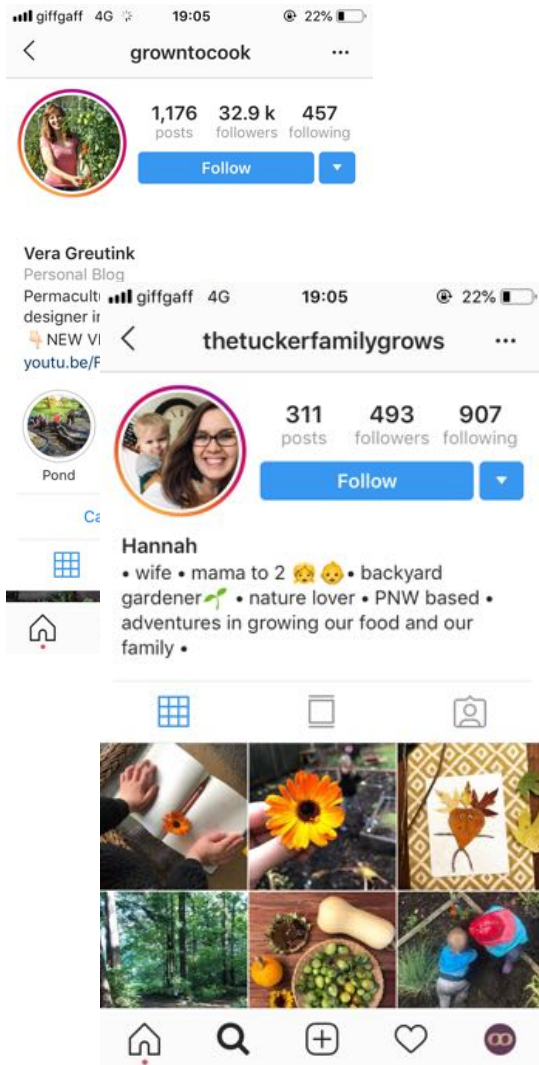 giffgaff 4G 19:05 22%
growntocook
1,176 32.9 k 457
posts followers following
Follow
Vera Greutink
Personal Blog
designer
NEW
youtu.be/
Pond
giffgaff 4G 19:05 22%
thetuckerfamilygrows
311 493 907
posts followers following
Follow
Hannah
• wife • mama to 2 👧👶• backyard
gardener🌱 • nature lover • PNW based •
adventures in growing our food and our
family •